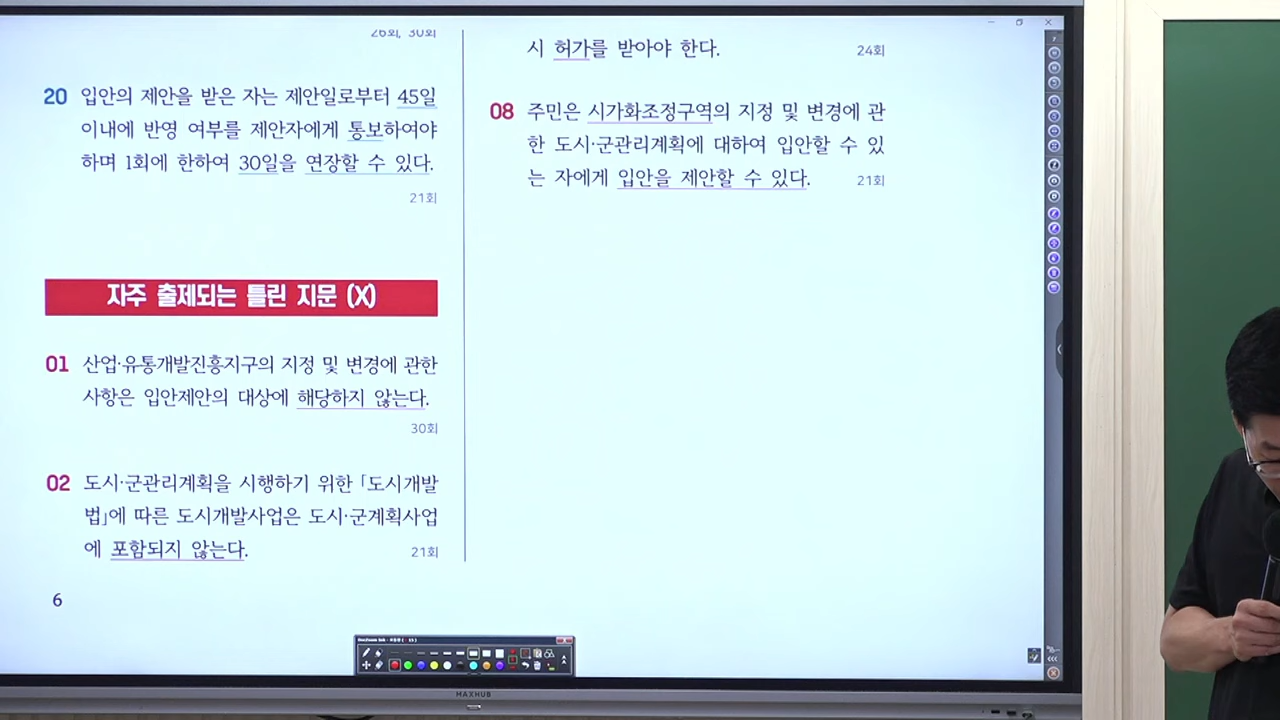 26회, 30회
20 입안의 제안을 받은 자는 제안일로부터 45일
이내에 반영 여부를 제안자에게 통보하여야
하며 1회에 한하여 30일을 연장할 수 있다.
21회
자주 출제되는 틀린 지문 (X)
01 산업·유통개발진흥지구의 지정 및 변경에 관한
사항은 입안제안의 대상에 해당하지 않는다.
30회
02 도시·군관리계획을 시행하기 위한 「도시개발
법」에 따른 도시개발사업은 도시·군계획사업
에 포함되지 않는다. 21회
6
시 허가를 받아야 한다. 24회
08 주민은 시가화조정구역의 지정 및 변경에 관
한 도시·군관리계획에 대하여 입안할 수 있
는 자에게 입안을 제안할 수 있다. 21회
MAXHUB